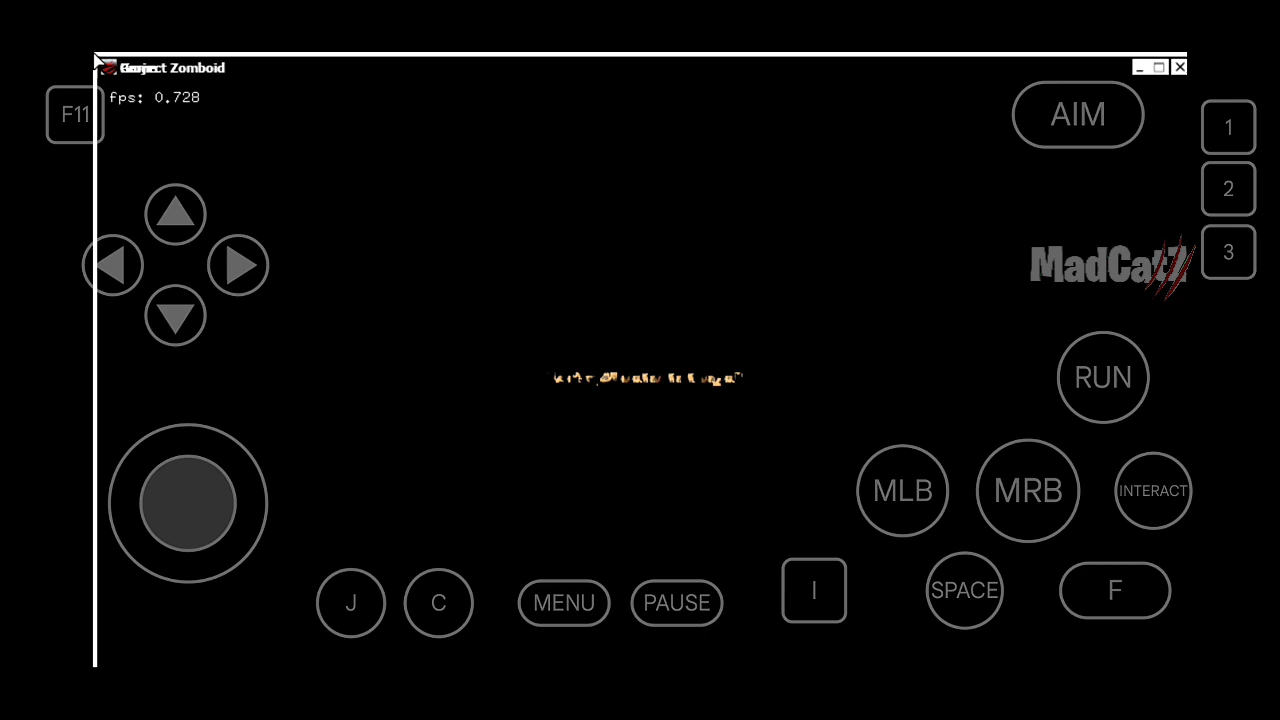 Project Zomboid
fps: 0.728
F11
AIM
1
2
3
MadCatZ
RUN
MLB
MRB
INTERACT
J
C
MENU
PAUSE
I
SPACE
F